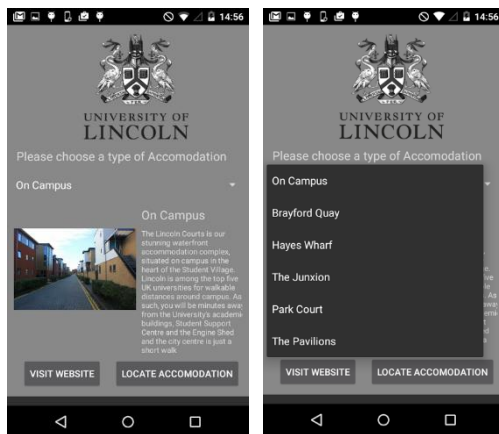 14:56
UNIVERSITY OF
LINCOLN
Please choose a type of Accomodation
On Campus
On Campus
The Lincoln Courts is our
stunning waterfront
accommodation complex,
situated on campus in the
heart of the Student Village.
Lincoln is among the top five
UK universities for walkable
distances around campus. As
such, you will be minutes away
from the University's academic
buildings, Student Support
Centre and the Engine Shed
and the city centre is just a
short walk
VISIT WEBSITE
LOCATE ACCOMODATION
14:56
UNIVERSITY OF
LINCOLN
Please choose a type of Accomodation
On Campus
Brayford Quay
Hayes Wharf
The Junxion
Park Court
The Pavilions
VISIT WEBSITE
LOCATE ACCOMODATION